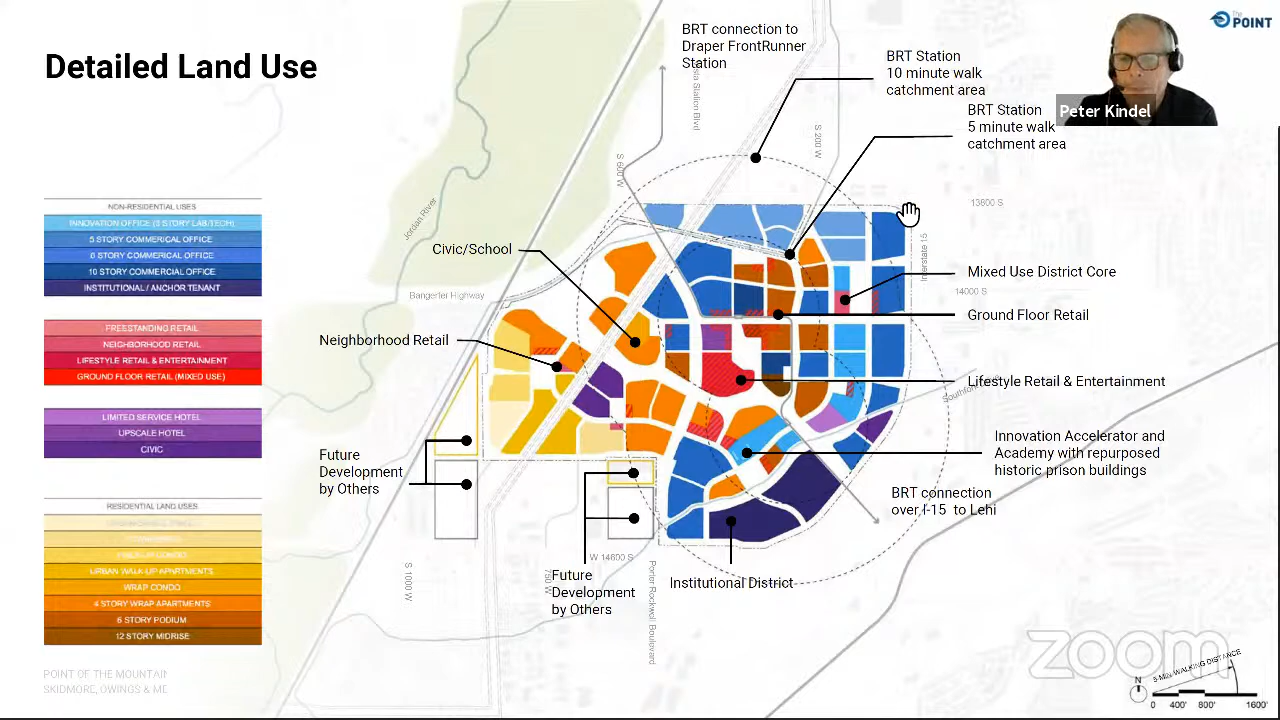 Detailed Land Use
The
POINT
Peter Kindel
BRT connection to
Draper FrontRunner
Station
BRT Station
10 minute walk
catchment area
BRT Station
5 minute walk
catchment area
S 200 W
S 600 W
13800 S
Jordan River
Interstate 15
Civic/School
Mixed Use District Core
Bangerter Highway
14000 S
Ground Floor Retail
Neighborhood Retail
Lifestyle Retail & Entertainment
Innovation Accelerator and
Academy with repurposed
historic prison buildings
Future
Development
by Others
BRT connection
over I-15 to Lehi
W 14600 S
S 1000 W
Future
Development
by Others
Porter Rockwell Boulevard
Institutional District
NON-RESIDENTIAL USES
INNOVATION OFFICE (5 STORY LAB/TECH)
5 STORY COMMERICAL OFFICE
8 STORY COMMERICAL OFFICE
10 STORY COMMERCIAL OFFICE
INSTITUTIONAL / ANCHOR TENANT
FREESTANDING RETAIL
NEIGHBORHOOD RETAIL
LIFESTYLE RETAIL & ENTERTAINMENT
GROUND FLOOR RETAIL (MIXED USE)
LIMITED SERVICE HOTEL
UPSCALE HOTEL
CIVIC
RESIDENTIAL LAND USES
URBAN WALK-UP APARTMENTS
WRAP CONDO
4 STORY WRAP APARTMENTS
6 STORY PODIUM
12 STORY MIDRISE
POINT OF THE MOUNTAIN
SKIDMORE, OWINGS & ME
zoom
N
5-MIN WALKING DISTANCE
0 400' 800' 1600'